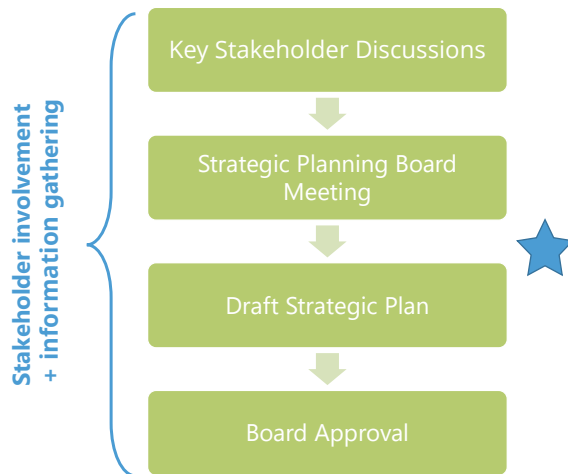 Stakeholder involvement
+ information gathering
Key Stakeholder Discussions
Strategic Planning Board
Meeting
Draft Strategic Plan
Board Approval